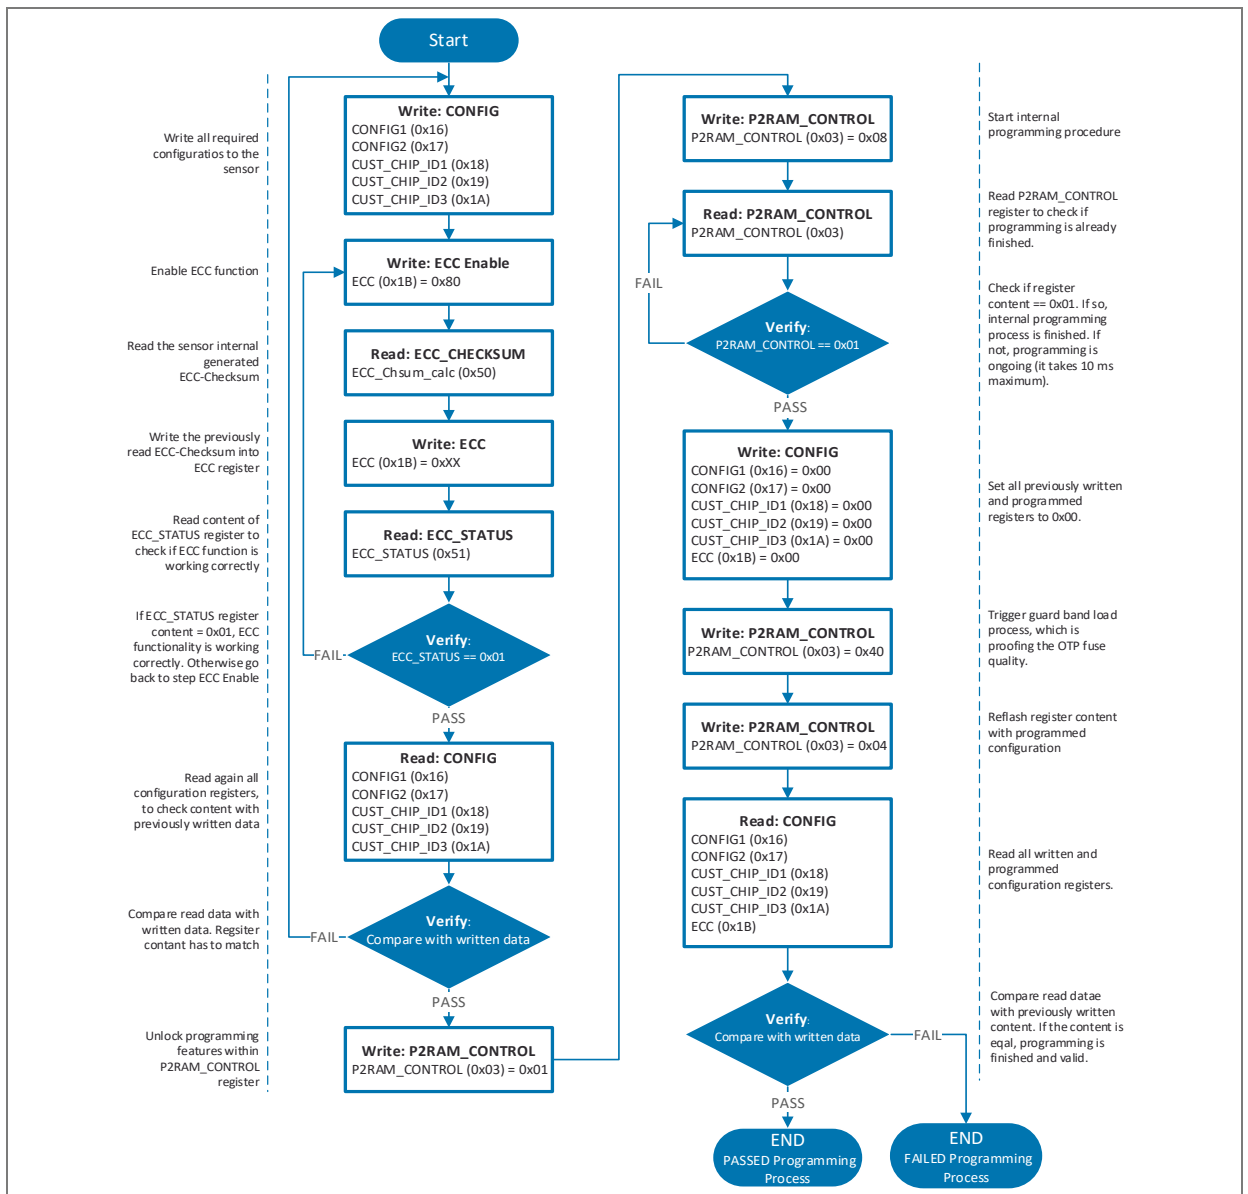 Start
Write all required
configuratios to the
sensor
Write: CONFIG
CONFIG1 (0x16)
CONFIG2 (0x17)
CUST_CHIP_ID1 (0x18)
CUST_CHIP_ID2 (0x19)
CUST_CHIP_ID3 (0x1A)
Enable ECC function
Write: ECC Enable
ECC (0x1B) = 0x80
Read the sensor internal
generated
ECC-Checksum
Read: ECC_CHECKSUM
ECC_Chsum_calc (0x50)
Write the previously
read ECC-Checksum into
ECC register
Write: ECC
ECC (0x1B) = 0xXX
Read content of
ECC_STATUS register to
check if ECC function is
working correctly
Read: ECC_STATUS
ECC_STATUS (0x51)
If ECC_STATUS register
content = 0x01, ECC
functionality is working
correctly. Otherwise go
back to step ECC Enable
FAIL
Verify:
ECC_STATUS == 0x01
PASS
Read again all
configuration registers,
to check content with
previously written data
Read: CONFIG
CONFIG1 (0x16)
CONFIG2 (0x17)
CUST_CHIP_ID1 (0x18)
CUST_CHIP_ID2 (0x19)
CUST_CHIP_ID3 (0x1A)
Compare read data with
written data. Regsiter
contant has to match
FAIL
Verify:
Compare with written data
PASS
Unlock programming
features within
P2RAM_CONTROL
register
Write: P2RAM_CONTROL
P2RAM_CONTROL (0x03) = 0x01
Write: P2RAM_CONTROL
P2RAM_CONTROL (0x03) = 0x08
Start internal
programming procedure
Read: P2RAM_CONTROL
P2RAM_CONTROL (0x03)
Read P2RAM_CONTROL
register to check if
programming is already
finished.
FAIL
Verify:
P2RAM_CONTROL == 0x01
Check if register
content == 0x01. If so,
internal programming
process is finished. If
not, programming is
ongoing (it takes 10 ms
maximum).
PASS
Write: CONFIG
CONFIG1 (0x16) = 0x00
CONFIG2 (0x17) = 0x00
CUST_CHIP_ID1 (0x18) = 0x00
CUST_CHIP_ID2 (0x19) = 0x00
CUST_CHIP_ID3 (0x1A) = 0x00
ECC (0x1B) = 0x00
Set all previously written
and programmed
registers to 0x00.
Write: P2RAM_CONTROL
P2RAM_CONTROL (0x03) = 0x40
Trigger guard band load
process, which is
proofing the OTP fuse
quality.
Write: P2RAM_CONTROL
P2RAM_CONTROL (0x03) = 0x04
Reflash register content
with programmed
configuration
Read: CONFIG
CONFIG1 (0x16)
CONFIG2 (0x17)
CUST_CHIP_ID1 (0x18)
CUST_CHIP_ID2 (0x19)
CUST_CHIP_ID3 (0x1A)
ECC (0x1B)
Read all written and
programmed
configuration registers.
Verify:
Compare with written data
FAIL
Compare read datae
with previously written
content. If the content is
eqal, programming is
finished and valid.
PASS
END
PASSED Programming
Process
END
FAILED Programming
Process